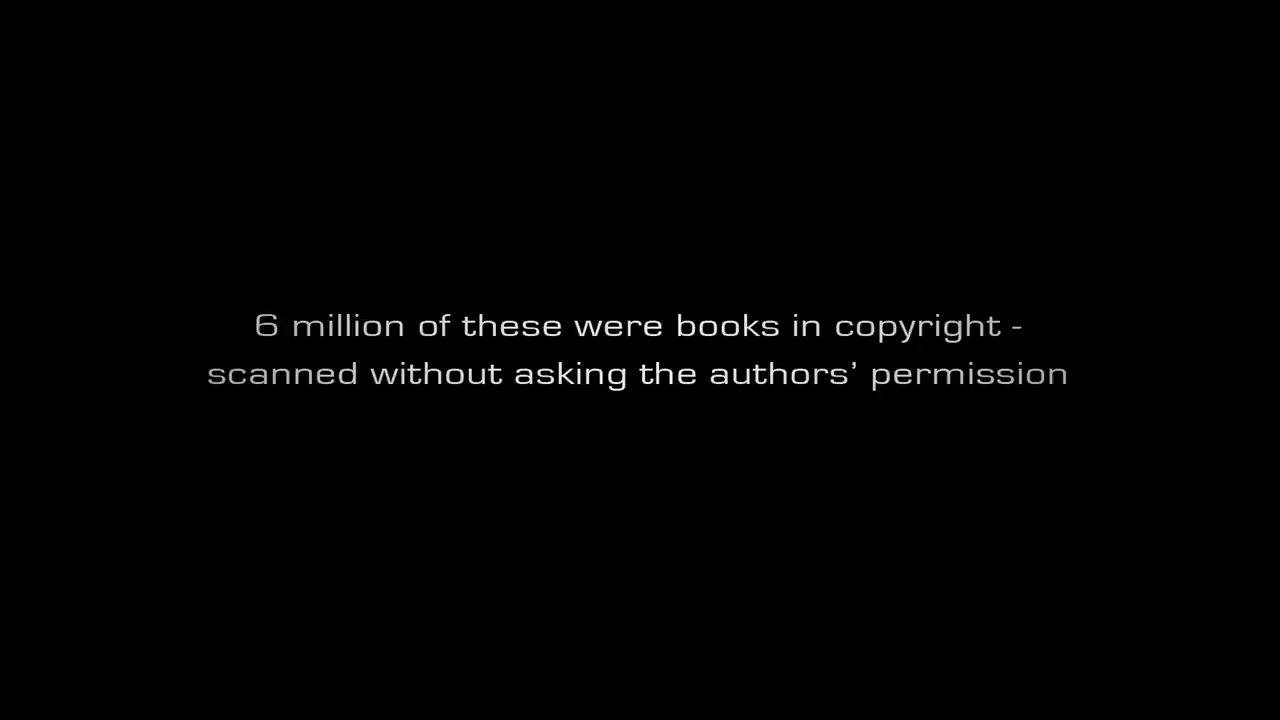 6 million of these were books in copyright -
scanned without asking the authors’ permission